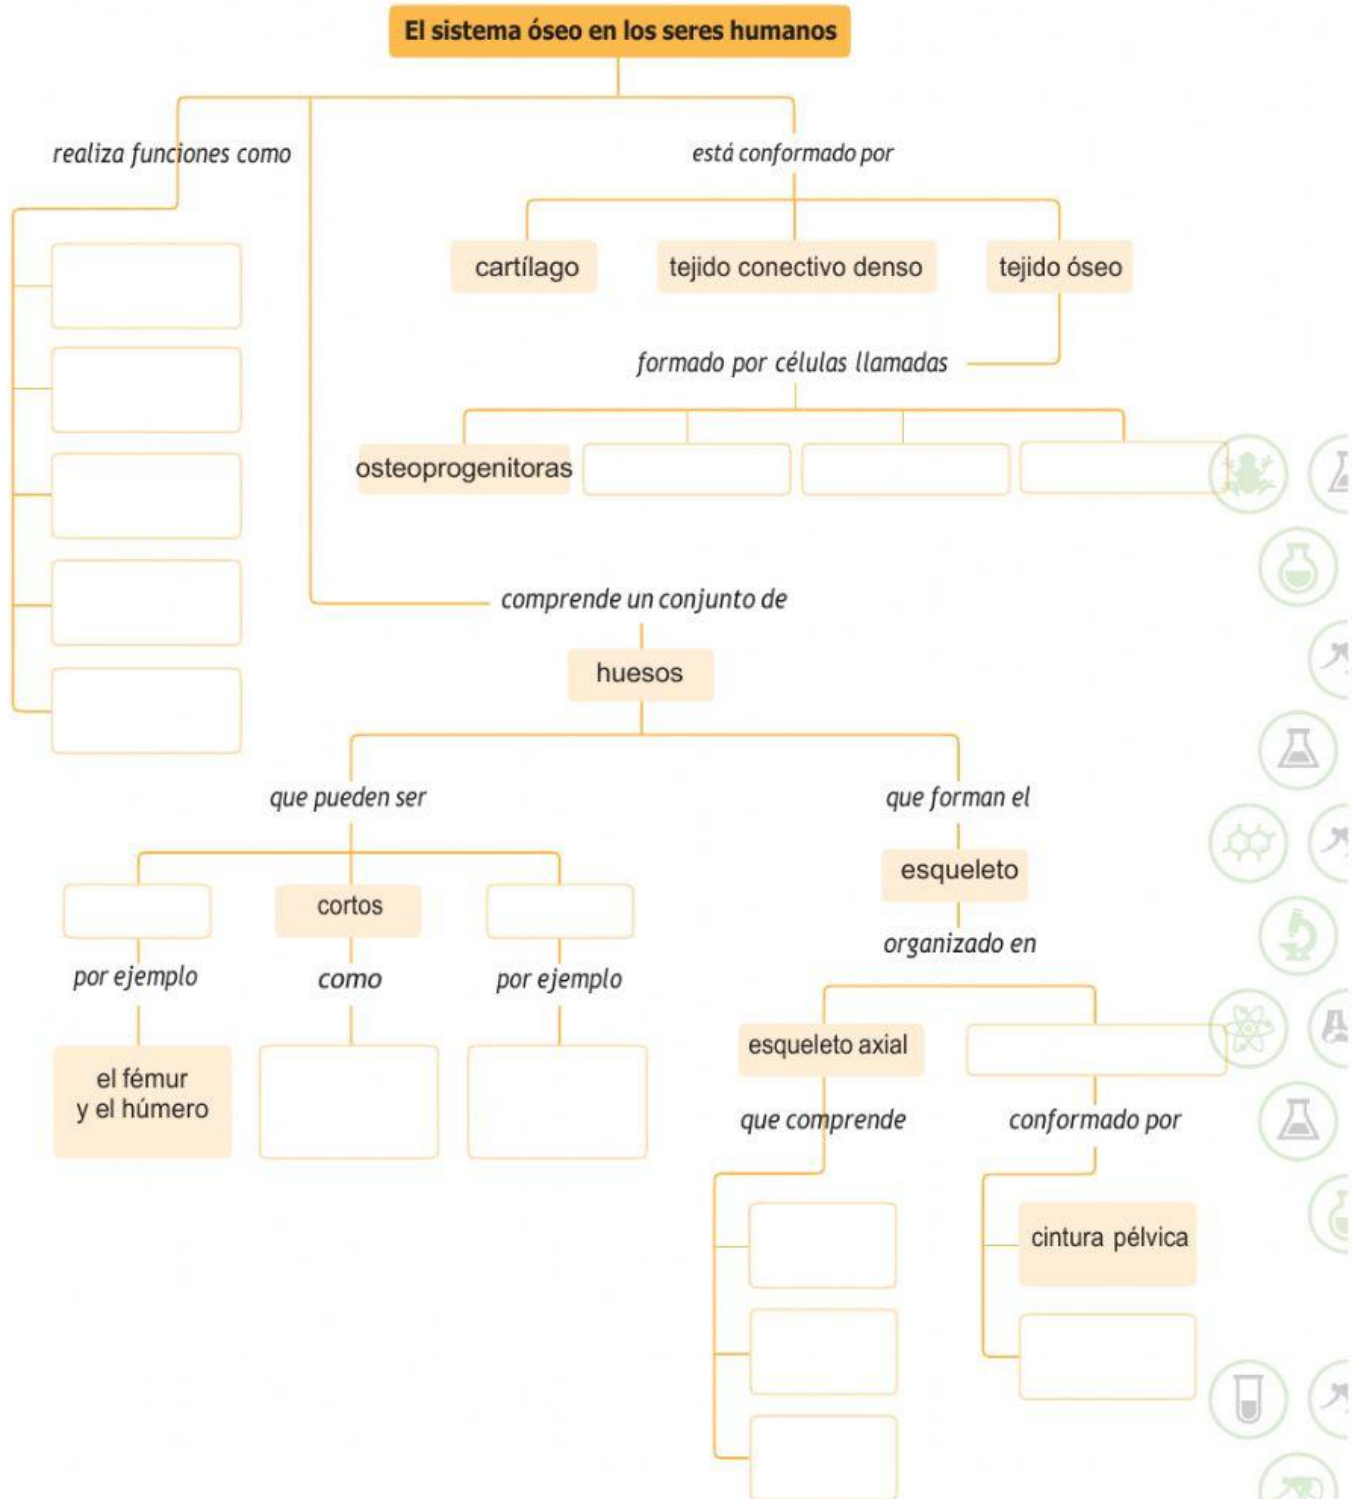 El sistema óseo en los seres humanos
realiza funciones como
está conformado por
cartílago
tejido conectivo denso
tejido óseo
formado por células llamadas
osteoprogenitoras
comprende un conjunto de
huesos
que pueden ser
que forman el
esqueleto
cortos
organizado en
por ejemplo
como
por ejemplo
esqueleto axial
el fémur
y el húmero
que comprende
conformado por
cintura pélvica